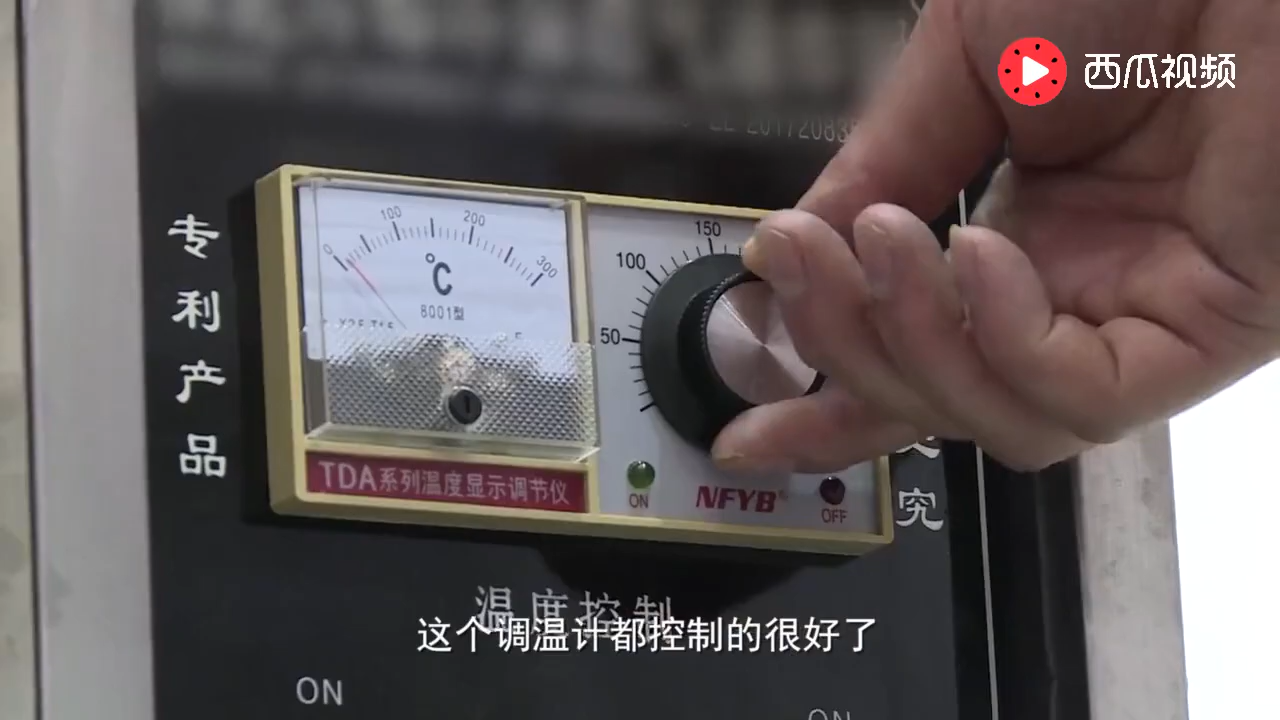 西瓜视频
专利产品
0 100 200 300
℃
8001型
50 100 150
TDA系列温度显示调节仪
ON
NFYB®
OFF
究
温度控制
这个调温计都控制的很好了
ON
ON